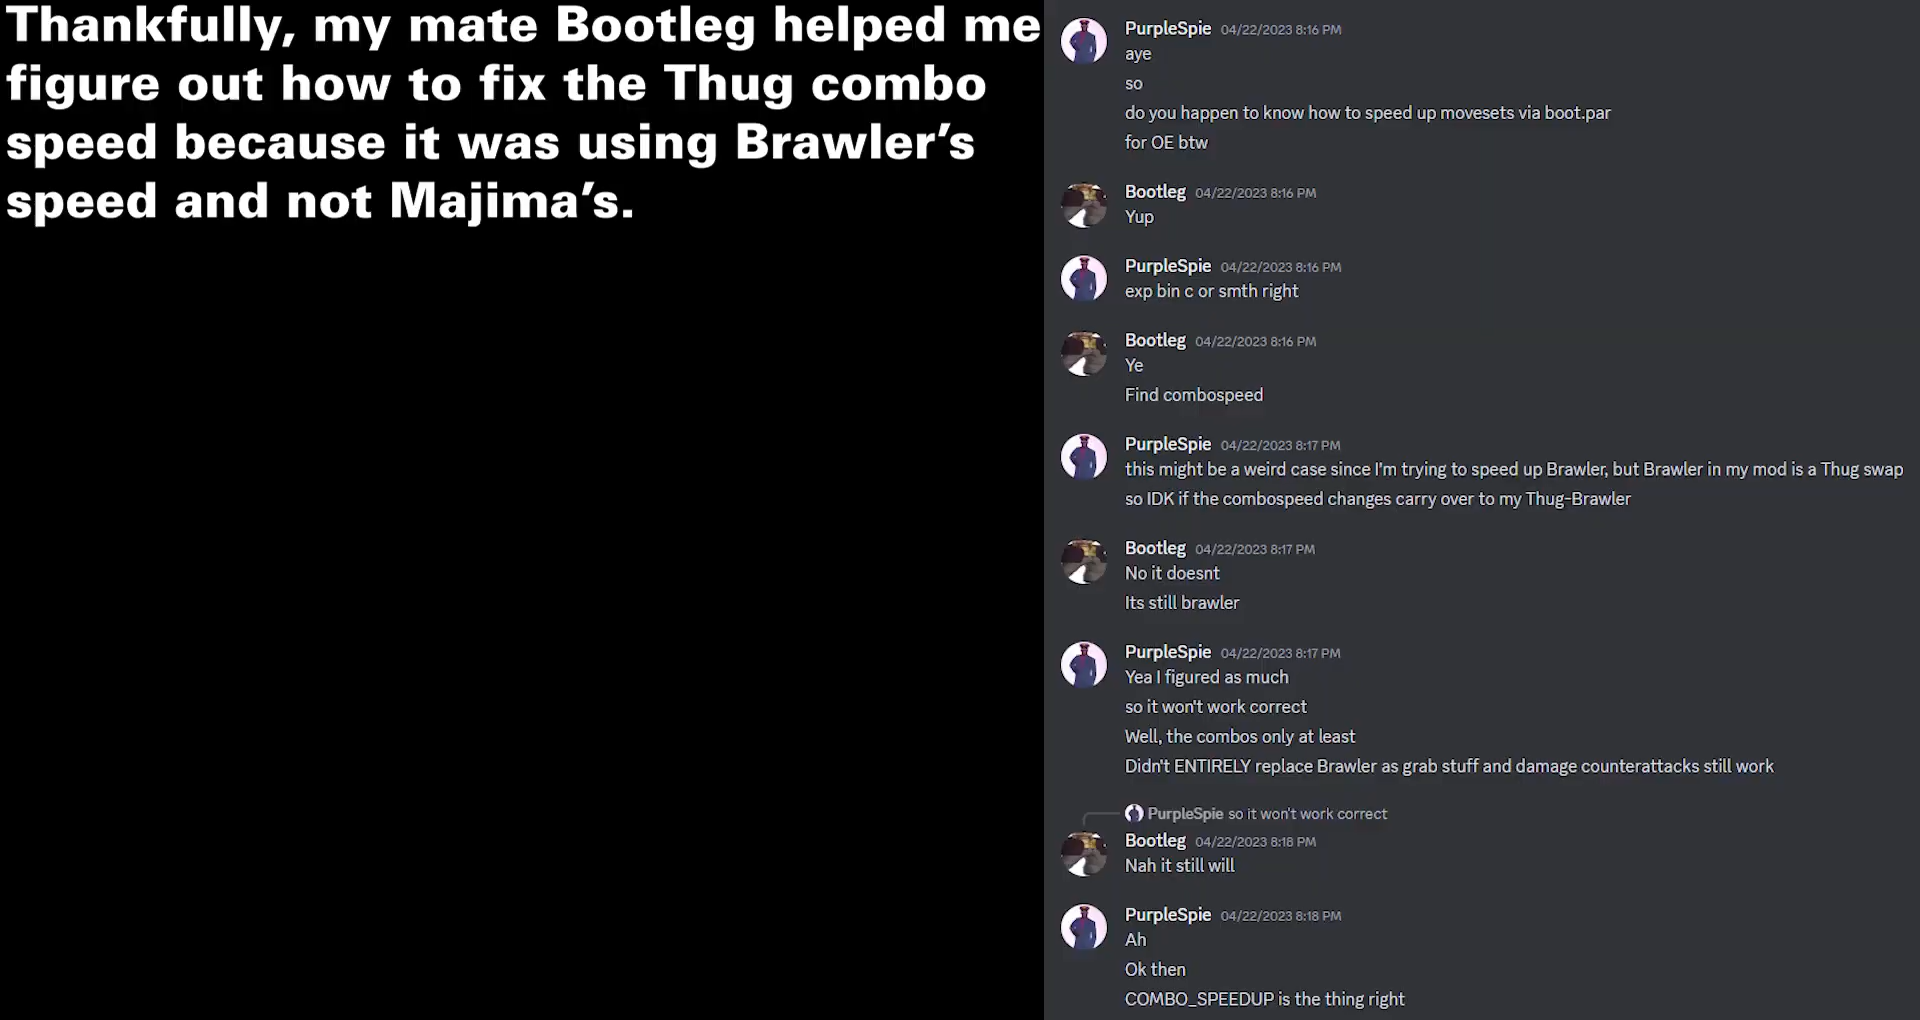 Thankfully, my mate Bootleg helped me
figure out how to fix the Thug combo
speed because it was using Brawler’s
speed and not Majima’s.
PurpleSpie 04/22/2023 8:16 PM
aye
so
do you happen to know how to speed up movesets via boot.par
for OE btw
Bootleg 04/22/2023 8:16 PM
Yup
PurpleSpie 04/22/2023 8:16 PM
exp bin c or smth right
Bootleg 04/22/2023 8:16 PM
Ye
Find combospeed
PurpleSpie 04/22/2023 8:17 PM
this might be a weird case since I'm trying to speed up Brawler, but Brawler in my mod is a Thug swap
so IDK if the combospeed changes carry over to my Thug-Brawler
Bootleg 04/22/2023 8:17 PM
No it doesnt
Its still brawler
PurpleSpie 04/22/2023 8:17 PM
Yea I figured as much
so it won't work correct
Well, the combos only at least
Didn't ENTIRELY replace Brawler as grab stuff and damage counterattacks still work
PurpleSpie so it won't work correct
Bootleg 04/22/2023 8:18 PM
Nah it still will
PurpleSpie 04/22/2023 8:18 PM
Ah
Ok then
COMBO_SPEEDUP is the thing right